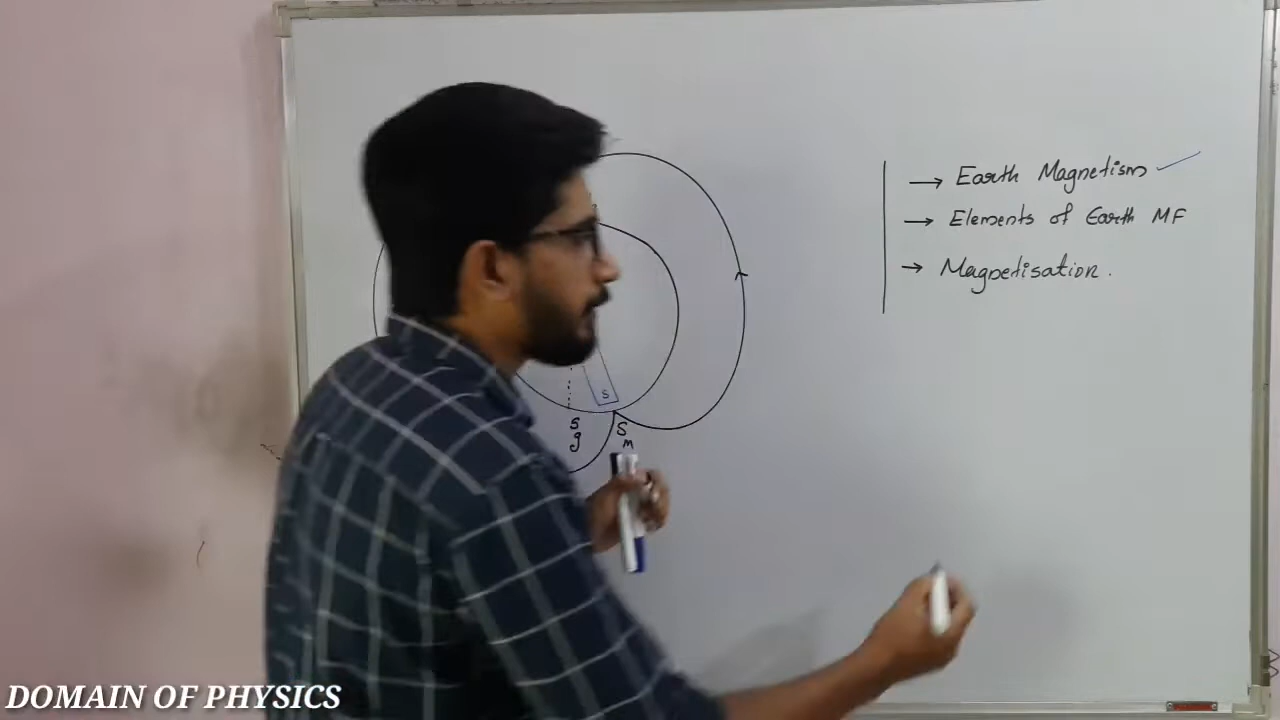 → Earth Magnetism ✓
→ Elements of Earth MF
→ Magnetisation.
S
S g
S m
DOMAIN OF PHYSICS